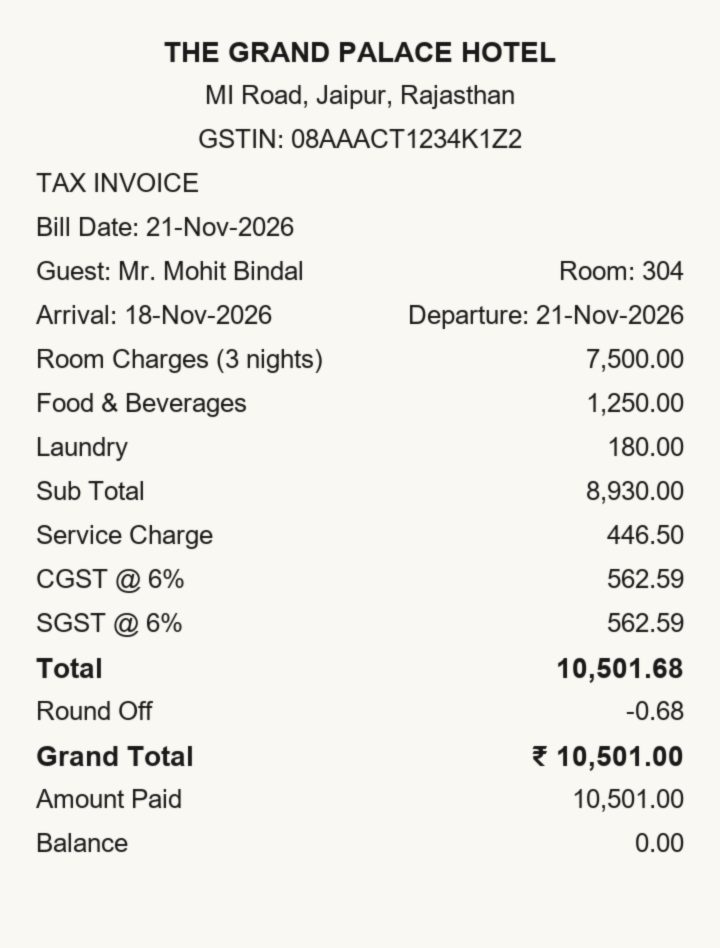 THE GRAND PALACE HOTEL
MI Road, Jaipur, Rajasthan
GSTIN: 08AAACT1234K1Z2
TAX INVOICE
Bill Date: 21-Nov-2026
Guest: Mr. Mohit Bindal Room: 304
Arrival: 18-Nov-2026 Departure: 21-Nov-2026
Room Charges (3 nights) 7,500.00
Food & Beverages 1,250.00
Laundry 180.00
Sub Total 8,930.00
Service Charge 446.50
CGST @ 6% 562.59
SGST @ 6% 562.59
Total 10,501.68
Round Off -0.68
Grand Total ₹ 10,501.00
Amount Paid 10,501.00
Balance 0.00